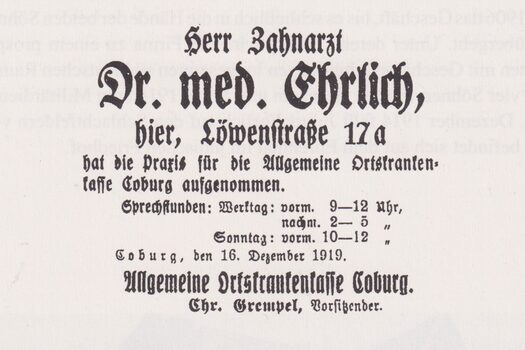 Herr Zahnarzt
Dr. med. Ehrlich,
hier, Löwenstraße 17a
hat die Praxis für die Allgemeine Ortskranken-
kasse Coburg aufgenommen.
Sprechstunden: Werktag: vorm. 9—12 Uhr,
nachm. 2— 5 „
Sonntag: vorm. 10—12 „
Coburg, den 16. Dezember 1919.
Allgemeine Ortskrankenkasse Coburg.
Chr. Grempel, Vorsitzender.